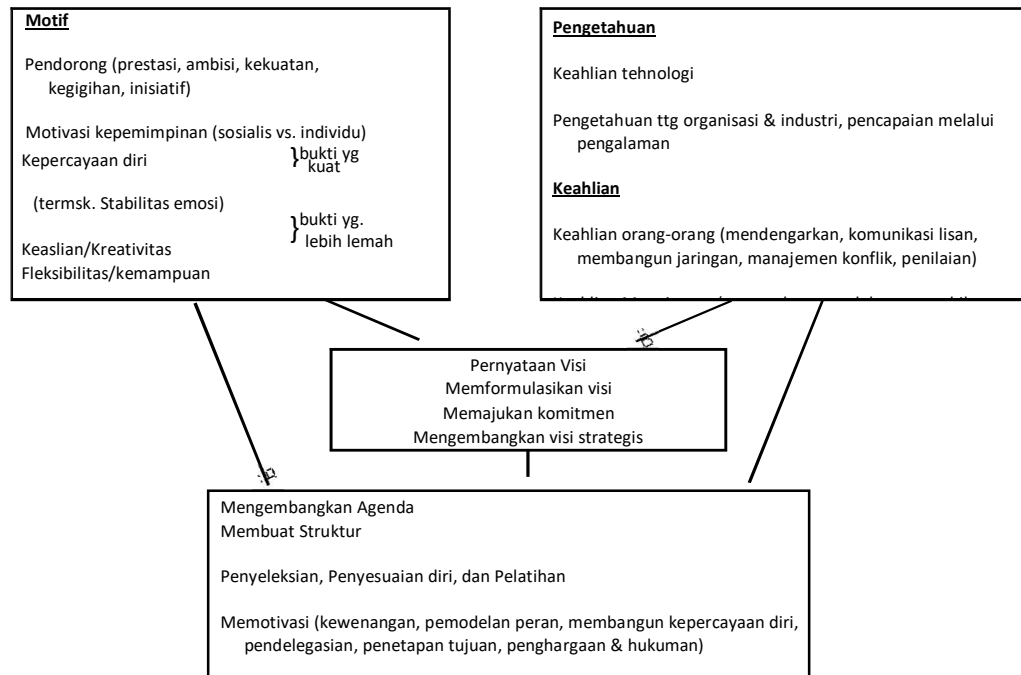 Motif
Pendorong (prestasi, ambisi, kekuatan,
kegigihan, inisiatif)
Motivasi kepemimpinan (sosialis vs. individu)
Kepercayaan diri
}bukti yg
kuat
(termsk. Stabilitas emosi)
}bukti yg.
lebih lemah
Keaslian/Kreativitas
Fleksibilitas/kemampuan
Pengetahuan
Keahlian tehnologi
Pengetahuan ttg organisasi & industri, pencapaian melalui
pengalaman
Keahlian
Keahlian orang-orang (mendengarkan, komunikasi lisan,
membangun jaringan, manajemen konflik, penilaian)
Pernyataan Visi
Memformulasikan visi
Memajukan komitmen
Mengembangkan visi strategis
Mengembangkan Agenda
Membuat Struktur
Penyeleksian, Penyesuaian diri, dan Pelatihan
Memotivasi (kewenangan, pemodelan peran, membangun kepercayaan diri,
pendelegasian, penetapan tujuan, penghargaan & hukuman)